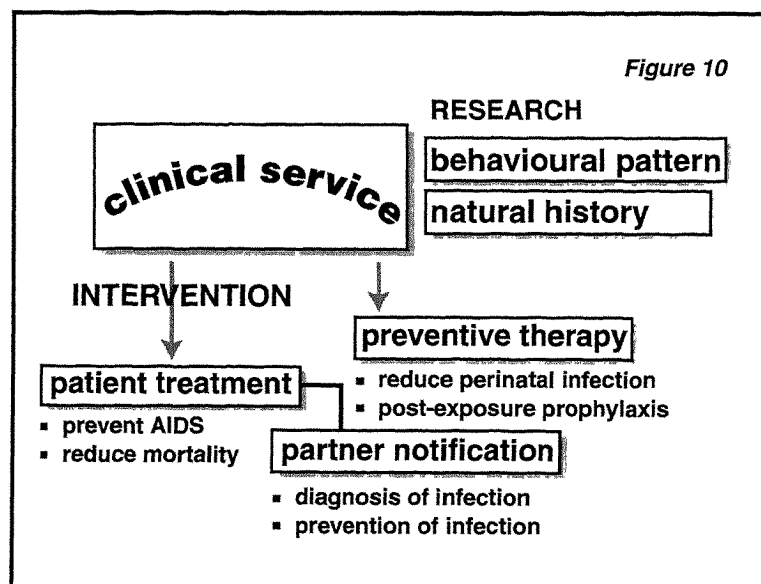 Figure 10
RESEARCH
clinical service
behavioural pattern
natural history
INTERVENTION
preventive therapy
▪ reduce perinatal infection
▪ post-exposure prophylaxis
patient treatment
▪ prevent AIDS
▪ reduce mortality
partner notification
▪ diagnosis of infection
▪ prevention of infection